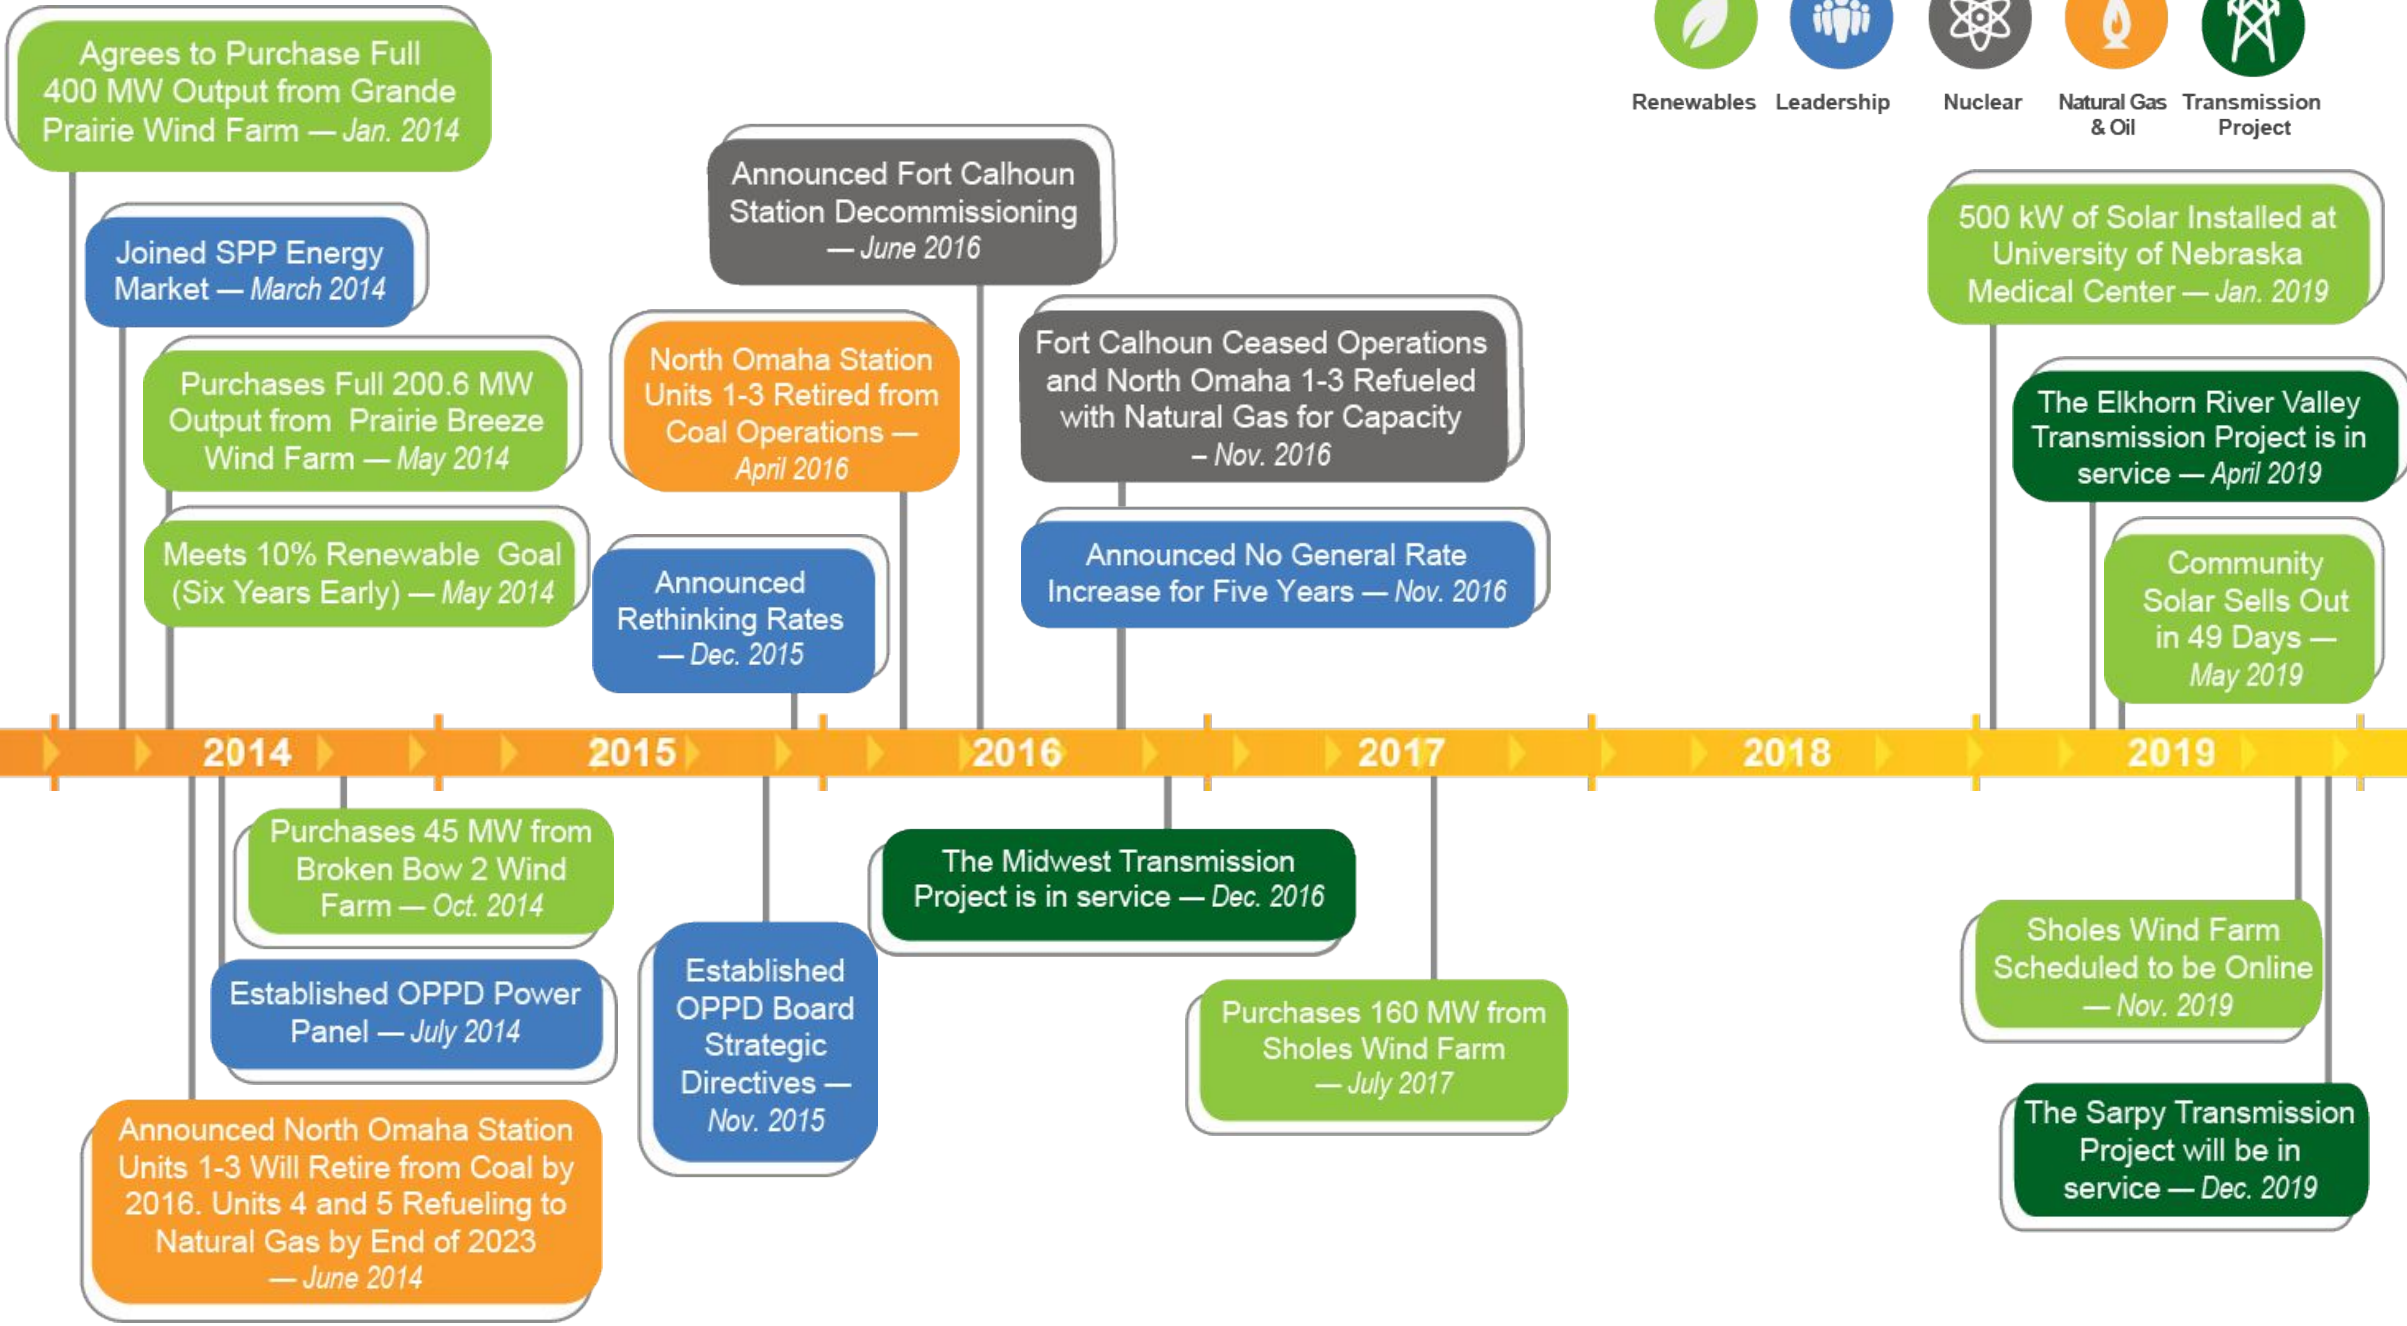 Renewables
Leadership
Nuclear
Natural Gas
& Oil
Transmission
Project
Agrees to Purchase Full
400 MW Output from Grande
Prairie Wind Farm — Jan. 2014
Joined SPP Energy
Market — March 2014
Purchases Full 200.6 MW
Output from Prairie Breeze
Wind Farm — May 2014
Meets 10% Renewable Goal
(Six Years Early) — May 2014
Announced Fort Calhoun
Station Decommissioning
— June 2016
North Omaha Station
Units 1-3 Retired from
Coal Operations —
April 2016
Announced
Rethinking Rates
— Dec. 2015
Fort Calhoun Ceased Operations
and North Omaha 1-3 Refueled
with Natural Gas for Capacity
– Nov. 2016
Announced No General Rate
Increase for Five Years — Nov. 2016
500 kW of Solar Installed at
University of Nebraska
Medical Center — Jan. 2019
The Elkhorn River Valley
Transmission Project is in
service — April 2019
Community
Solar Sells Out
in 49 Days —
May 2019
2014
2015
2016
2017
2018
2019
Purchases 45 MW from
Broken Bow 2 Wind
Farm — Oct. 2014
Established OPPD Power
Panel — July 2014
Announced North Omaha Station
Units 1-3 Will Retire from Coal by
2016. Units 4 and 5 Refueling to
Natural Gas by End of 2023
— June 2014
Established
OPPD Board
Strategic
Directives —
Nov. 2015
The Midwest Transmission
Project is in service — Dec. 2016
Purchases 160 MW from
Sholes Wind Farm
— July 2017
Sholes Wind Farm
Scheduled to be Online
— Nov. 2019
The Sarpy Transmission
Project will be in
service — Dec. 2019